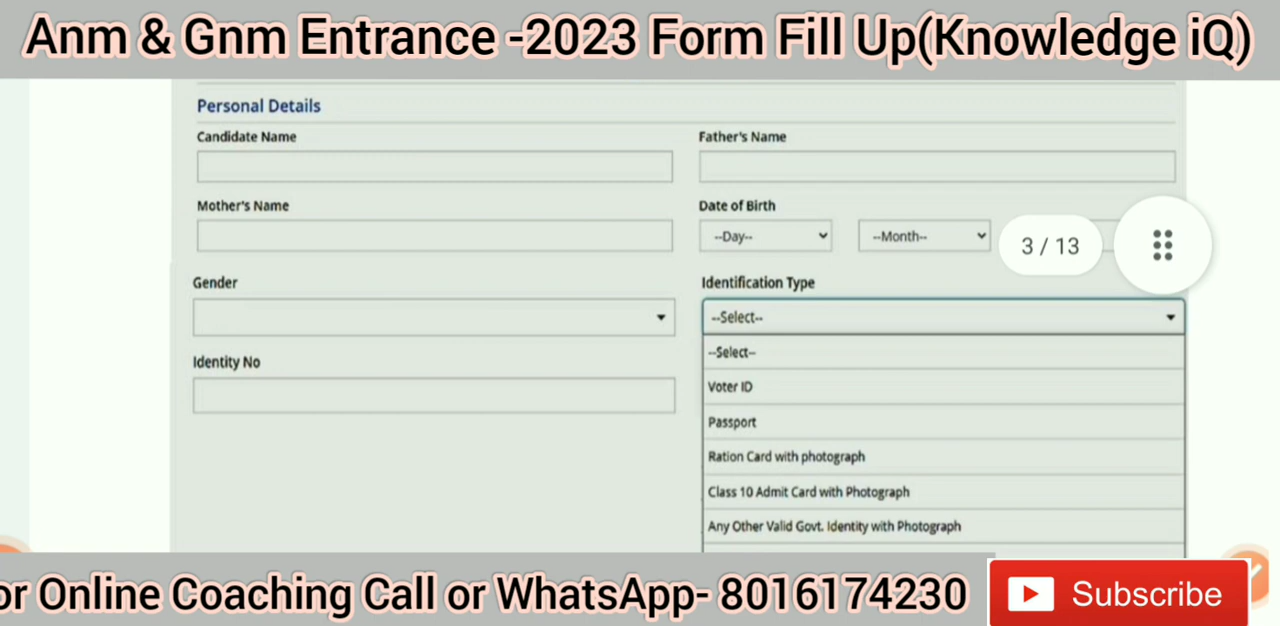 Anm & Gnm Entrance -2023 Form Fill Up(Knowledge iQ)
Personal Details
Candidate Name
Father's Name
Mother's Name
Date of Birth
--Day--
--Month--
3 / 13
Gender
Identification Type
--Select--
--Select--
Identity No
Voter ID
Passport
Ration Card with photograph
Class 10 Admit Card with Photograph
Any Other Valid Govt. Identity with Photograph
or Online Coaching Call or WhatsApp- 8016174230
Subscribe